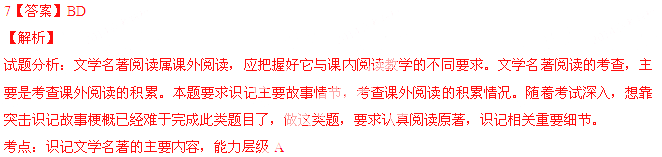 7【答案】BD
【解析】
试题分析：文学名著阅读属课外阅读，应把握好它与课内阅读教学的不同要求。文学名著阅读的考查，主
要是考查课外阅读的积累。本题要求识记主要故事情节，考查课外阅读的积累情况。随着考试深入，想靠
突击识记故事梗概已经难于完成此类题目了，做这类题，要求认真阅读原著，识记相关重要细节。
考点：识记文学名著的主要内容，能力层级 A